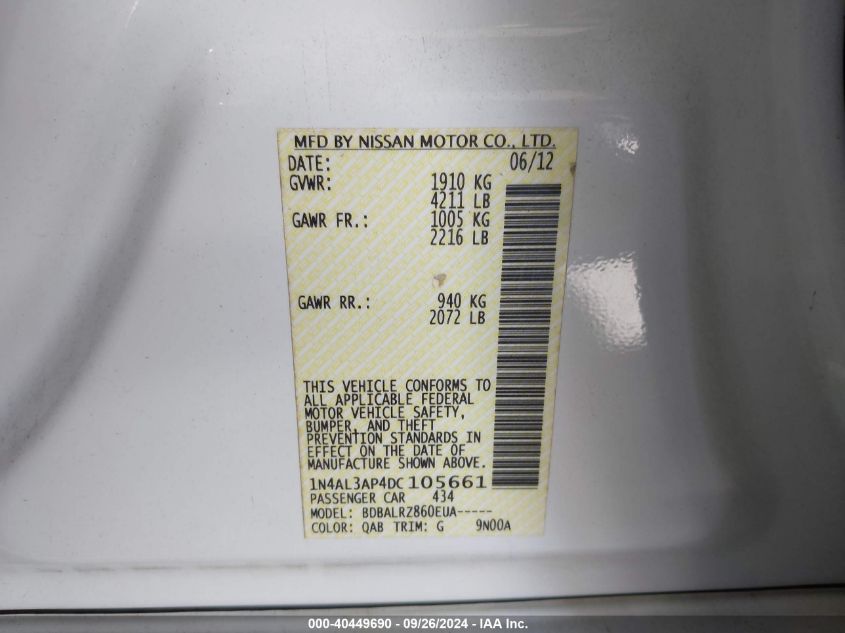 MFD BY NISSAN MOTOR CO., LTD.
DATE: 06/12
GVWR: 1910 KG
4211 LB
GAWR FR.: 1005 KG
2216 LB
GAWR RR.: 940 KG
2072 LB
THIS VEHICLE CONFORMS TO
ALL APPLICABLE FEDERAL
MOTOR VEHICLE SAFETY,
BUMPER, AND THEFT
PREVENTION STANDARDS IN
EFFECT ON THE DATE OF
MANUFACTURE SHOWN ABOVE.
1N4AL3AP4DC105661
PASSENGER CAR 434
MODEL: BDBALRZ860EUA-----
COLOR: QAB TRIM: G 9N00A
000-40449690 - 09/26/2024 - IAA Inc.